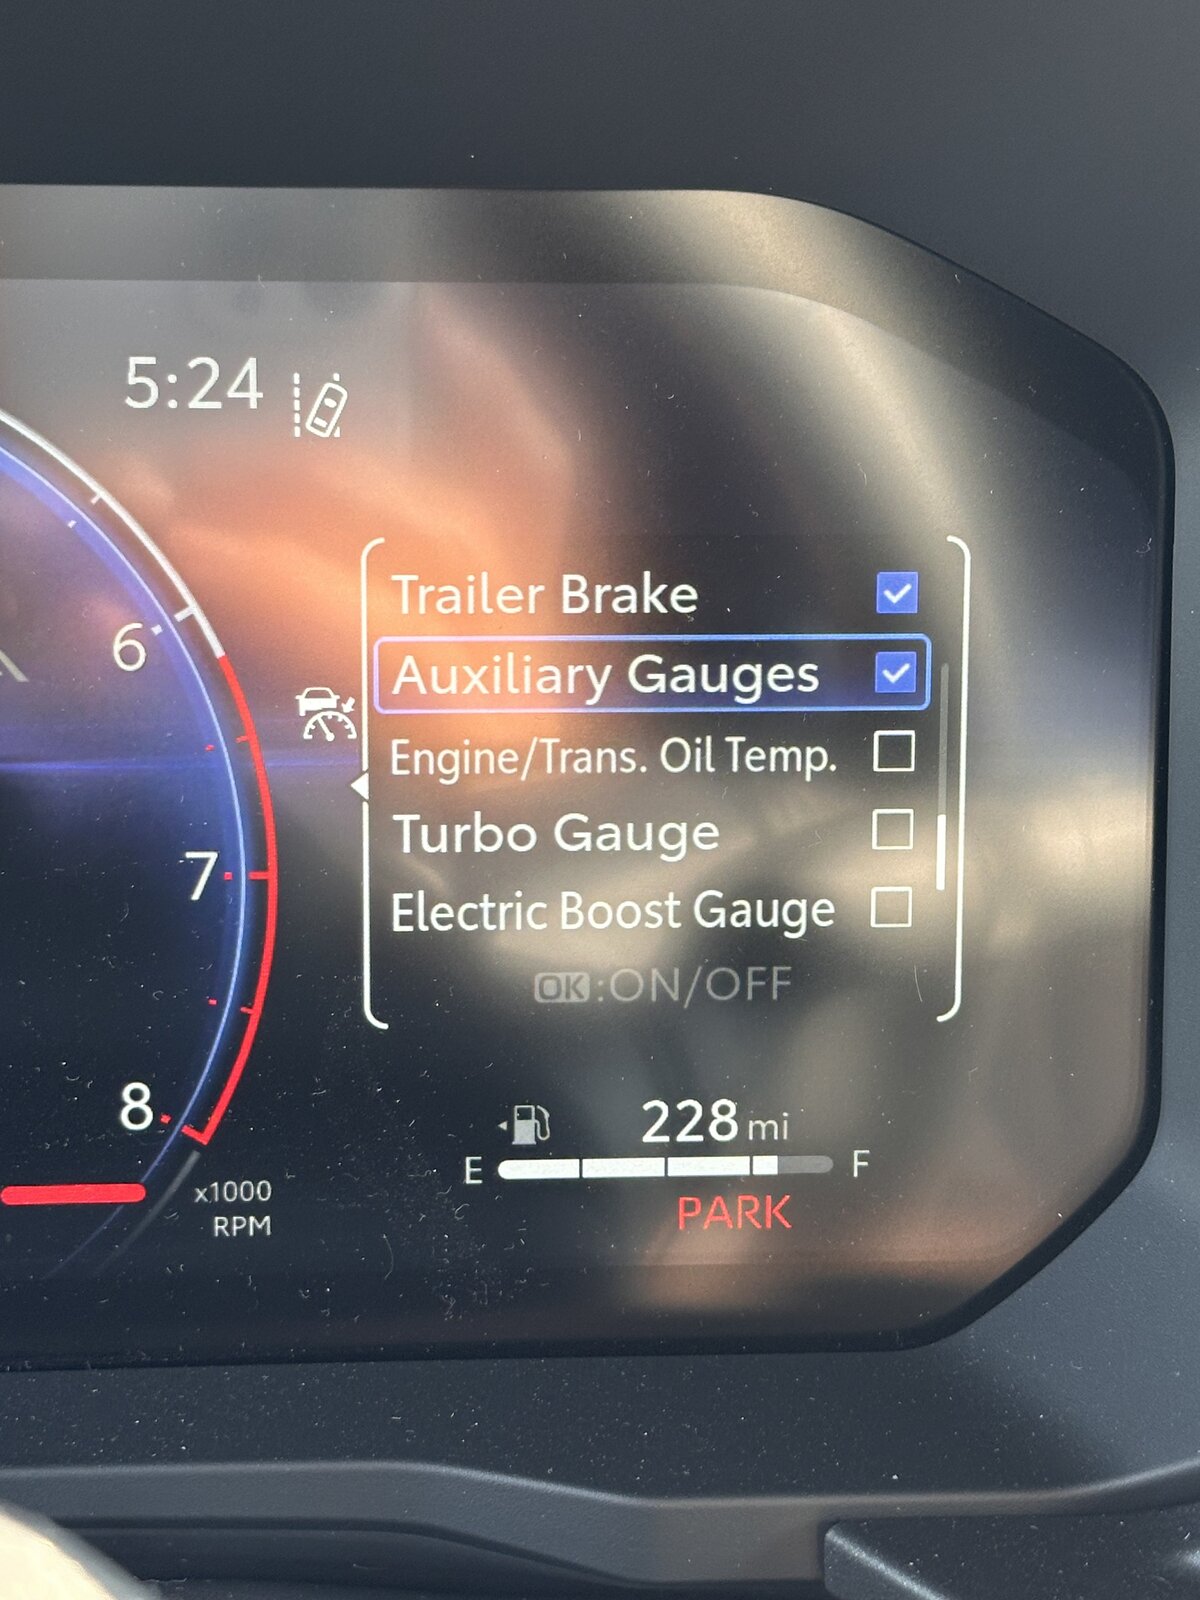 5:24
Trailer Brake
6
Auxiliary Gauges
Engine/Trans. Oil Temp.
Turbo Gauge
7
Electric Boost Gauge
OK:ON/OFF
8
228 mi
E F
x1000
RPM
PARK